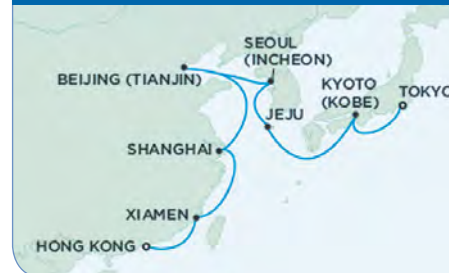 SEOUL
(INCHEON)
BEIJING (TIANJIN)
KYOTO
(KOBE)
TOKYO
JEJU
SHANGHAI
XIAMEN
HONG KONG